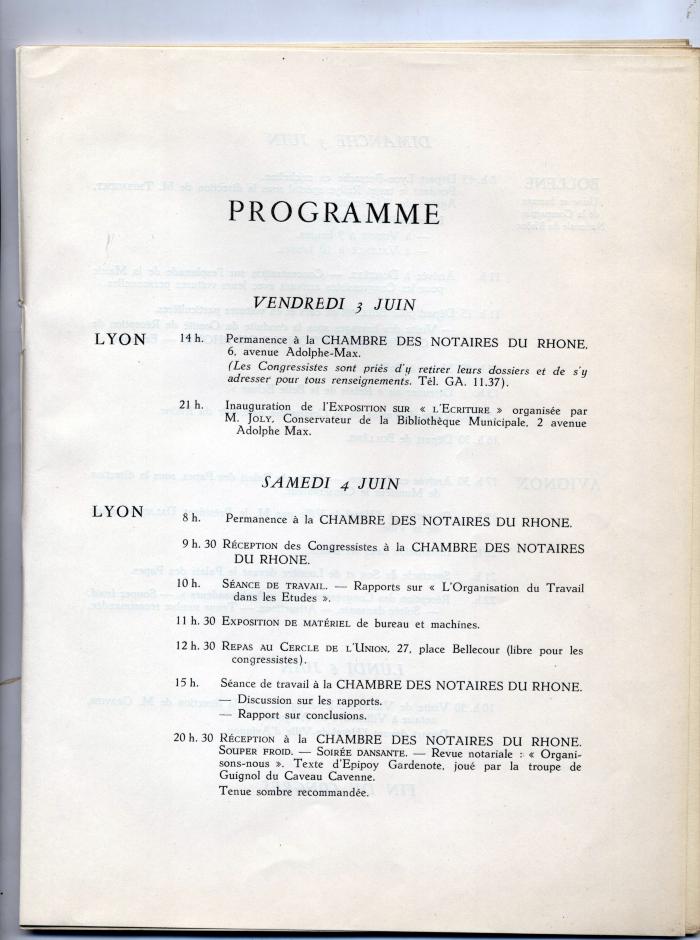 PROGRAMME
VENDREDI 3 JUIN
LYON
14 h. Permanence à la CHAMBRE DES NOTAIRES DU RHONE,
6, avenue Adolphe-Max.
(Les Congressistes sont priés d'y retirer leurs dossiers et de s'y
adresser pour tous renseignements. Tél. GA. 11.37).
21 h. Inauguration de l'EXPOSITION SUR « L'ECRITURE » organisée par
M. JOLY, Conservateur de la Bibliothèque Municipale, 2 avenue
Adolphe Max.
SAMEDI 4 JUIN
LYON
8 h. Permanence à la CHAMBRE DES NOTAIRES DU RHONE.
9 h. 30 RÉCEPTION des Congressistes à la CHAMBRE DES NOTAIRES
DU RHONE.
10 h. SÉANCE DE TRAVAIL. — Rapports sur « L'Organisation du Travail
dans les Etudes ».
11 h. 30 EXPOSITION DE MATÉRIEL de bureau et machines.
12 h. 30 REPAS AU CERCLE DE L'UNION, 27, place Bellecour (libre pour les
congressistes).
15 h. Séance de travail à la CHAMBRE DES NOTAIRES DU RHONE.
— Discussion sur les rapports.
— Rapport sur conclusions.
20 h. 30 RÉCEPTION à la CHAMBRE DES NOTAIRES DU RHONE.
SOUPER FROID. — SOIRÉE DANSANTE. — Revue notariale : « Organi-
sons-nous ». Texte d'Epipoy Gardenote, joué par la troupe de
Guignol du Caveau Cavenne.
Tenue sombre recommandée.